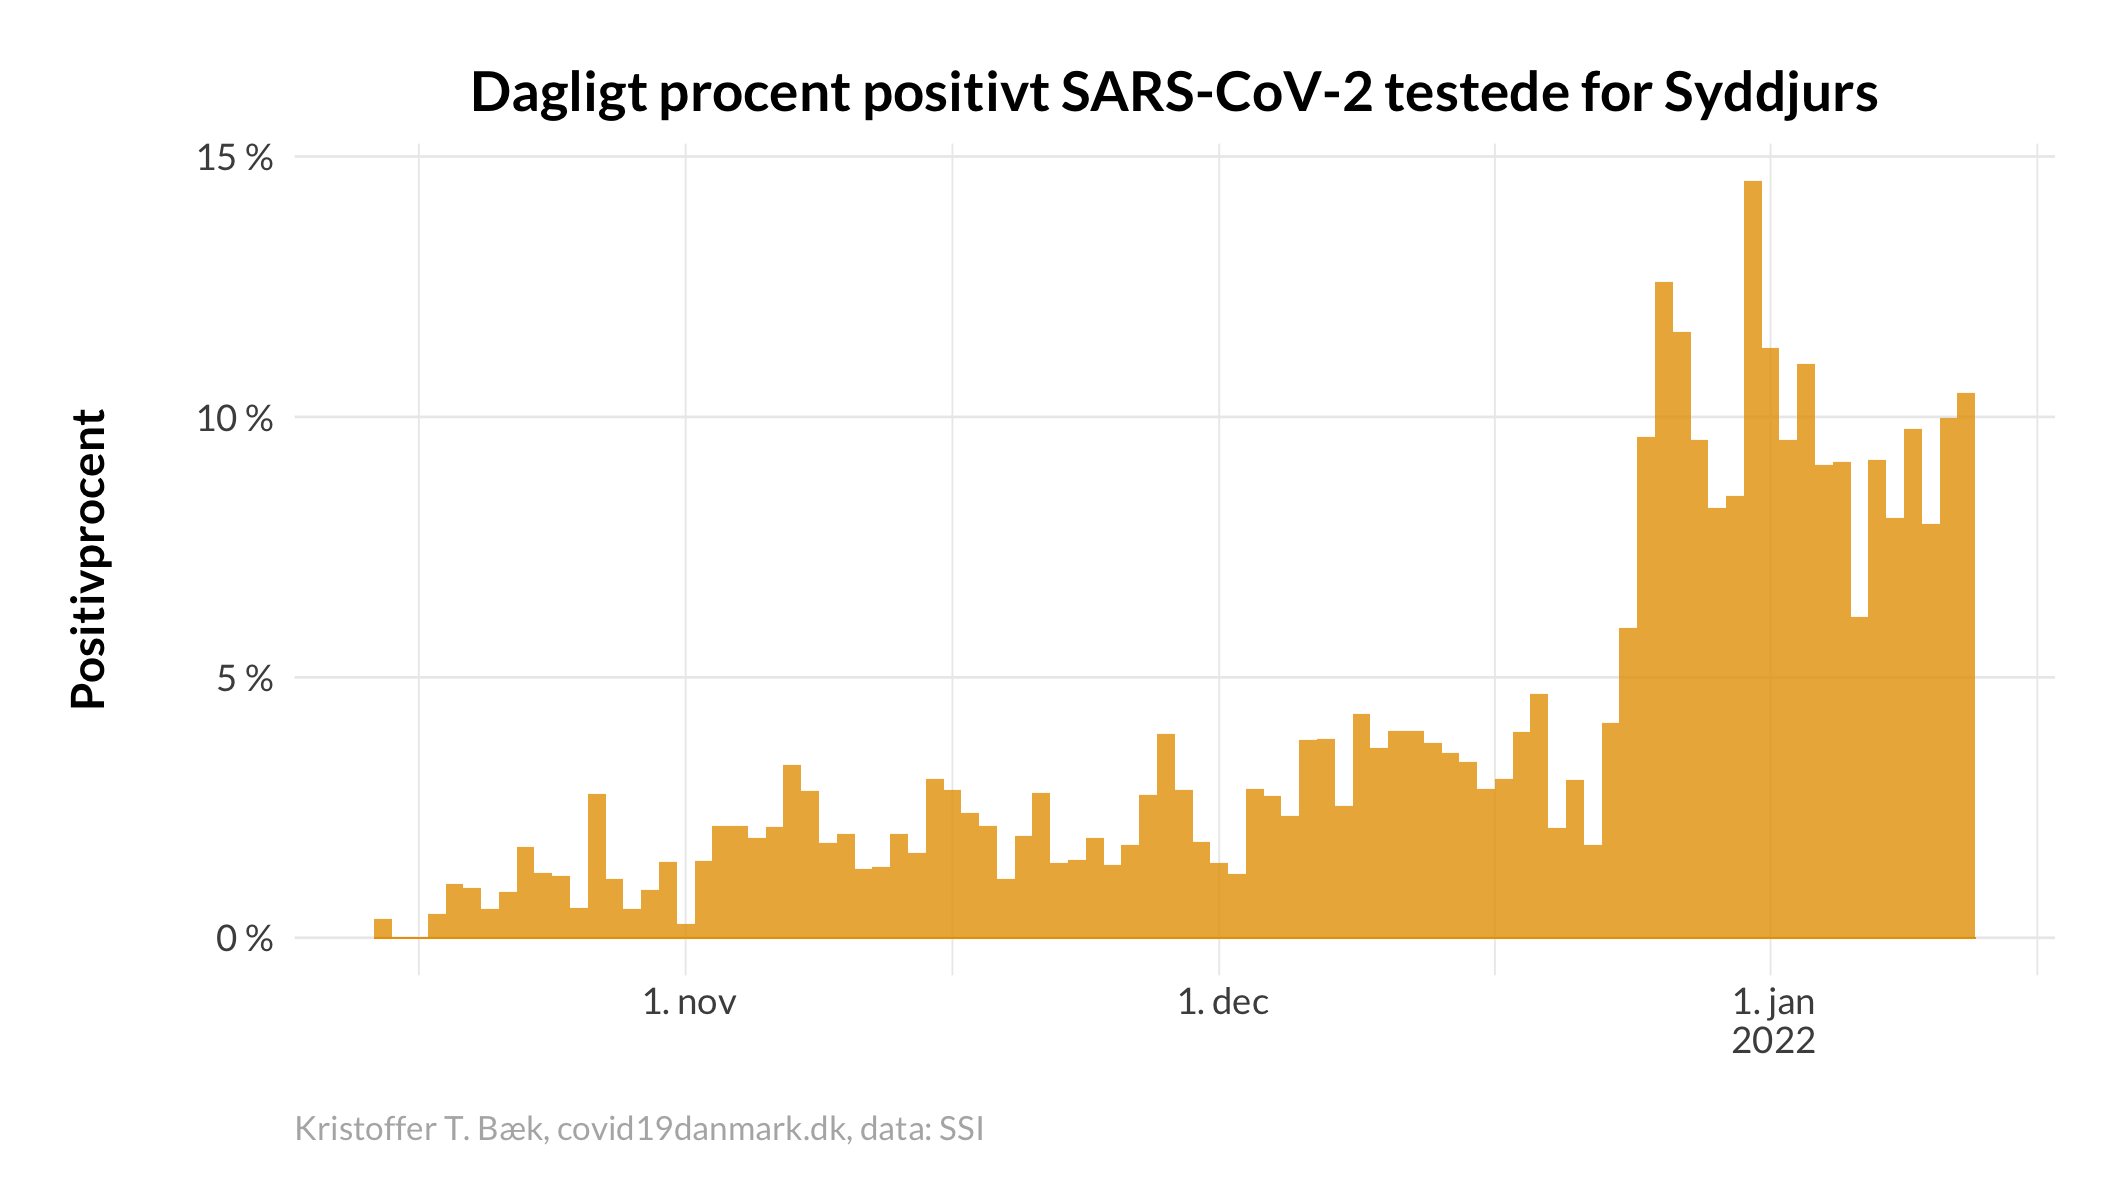 Dagligt procent positivt SARS-CoV-2 testede for Syddjurs
Positivprocent
15 %
10 %
5 %
0 %
1. nov
1. dec
1. jan
2022
Kristoffer T. Bæk, covid19danmark.dk, data: SSI